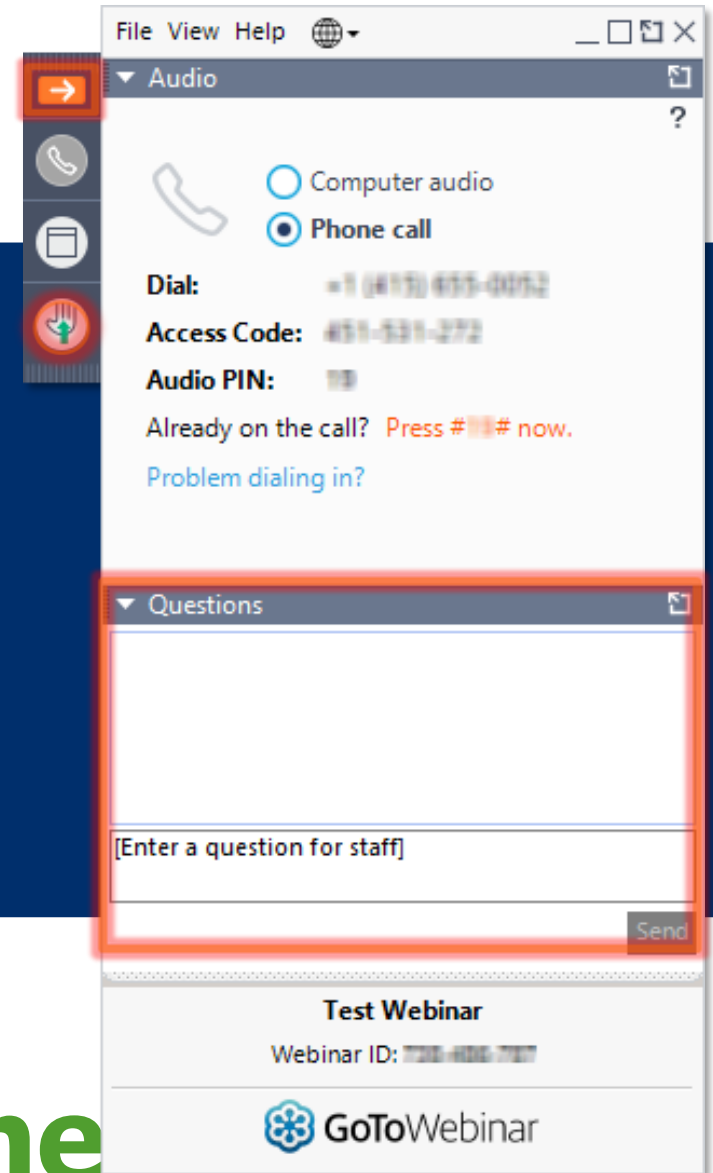 File View Help
Audio
?
Computer audio
Phone call
Dial:
Access Code:
Audio PIN:
Already on the call? Press # # now.
Problem dialing in?
Questions
[Enter a question for staff]
Send
Test Webinar
Webinar ID:
GoToWebinar
ne